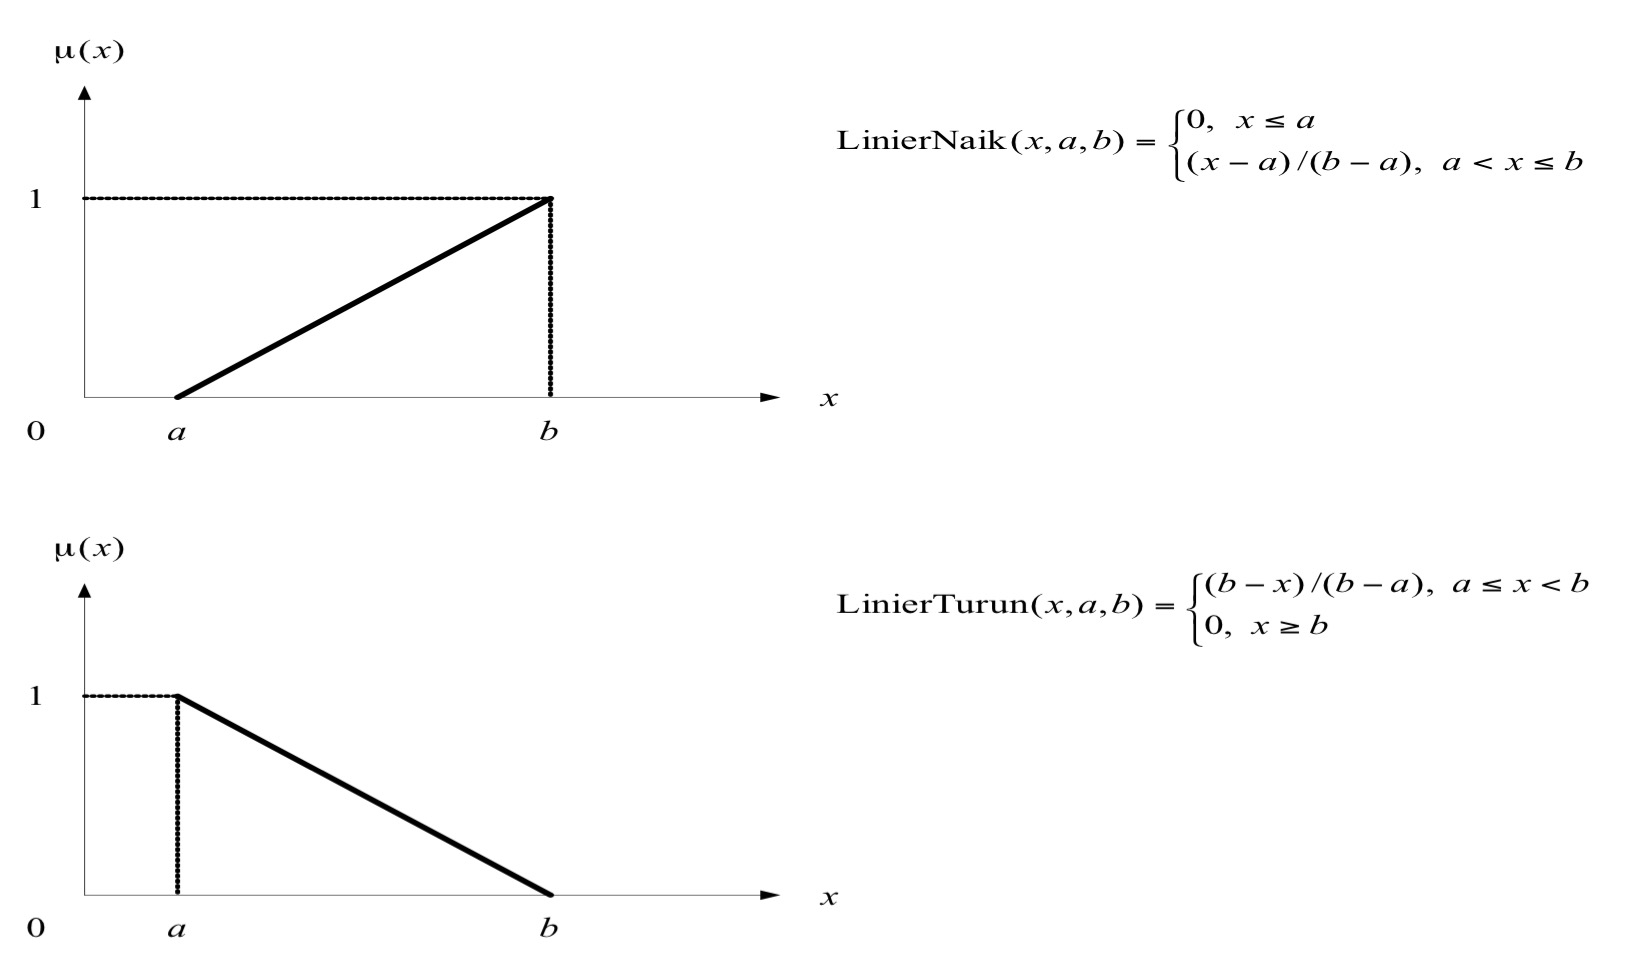 μ(x)
LinierNaik(x, a, b) = {0, x ≤ a
(x − a)/(b − a), a < x ≤ b
1
x
0 a b
μ(x)
LinierTurun(x, a, b) = {(b − x)/(b − a), a ≤ x < b
0, x ≥ b
1
x
0 a b